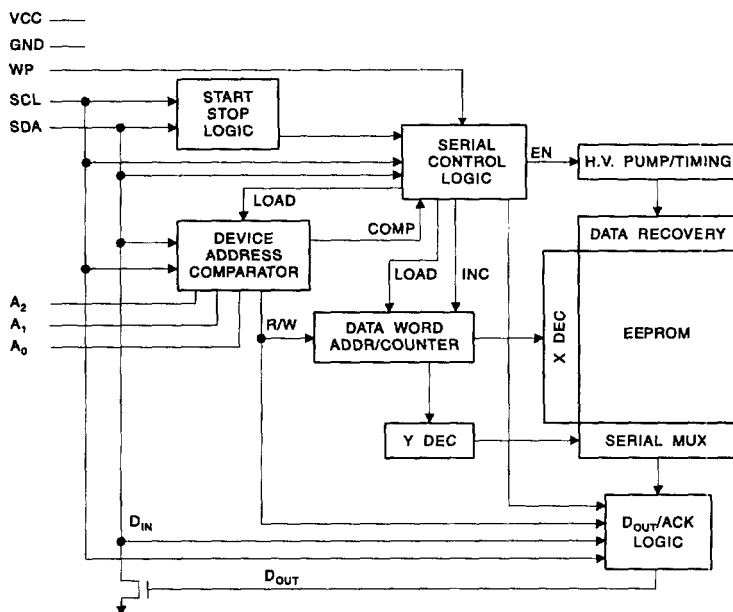 VCC
GND
WP
SCL
SDA
START
STOP
LOGIC
SERIAL
CONTROL
LOGIC
EN
H.V. PUMP/TIMING
LOAD
COMP
DEVICE
ADDRESS
COMPARATOR
DATA RECOVERY
LOAD
INC
A2
A1
A0
R/W
DATA WORD
ADDR/COUNTER
X DEC
EEPROM
Y DEC
SERIAL MUX
DIN
DOUT/ACK
LOGIC
DOUT